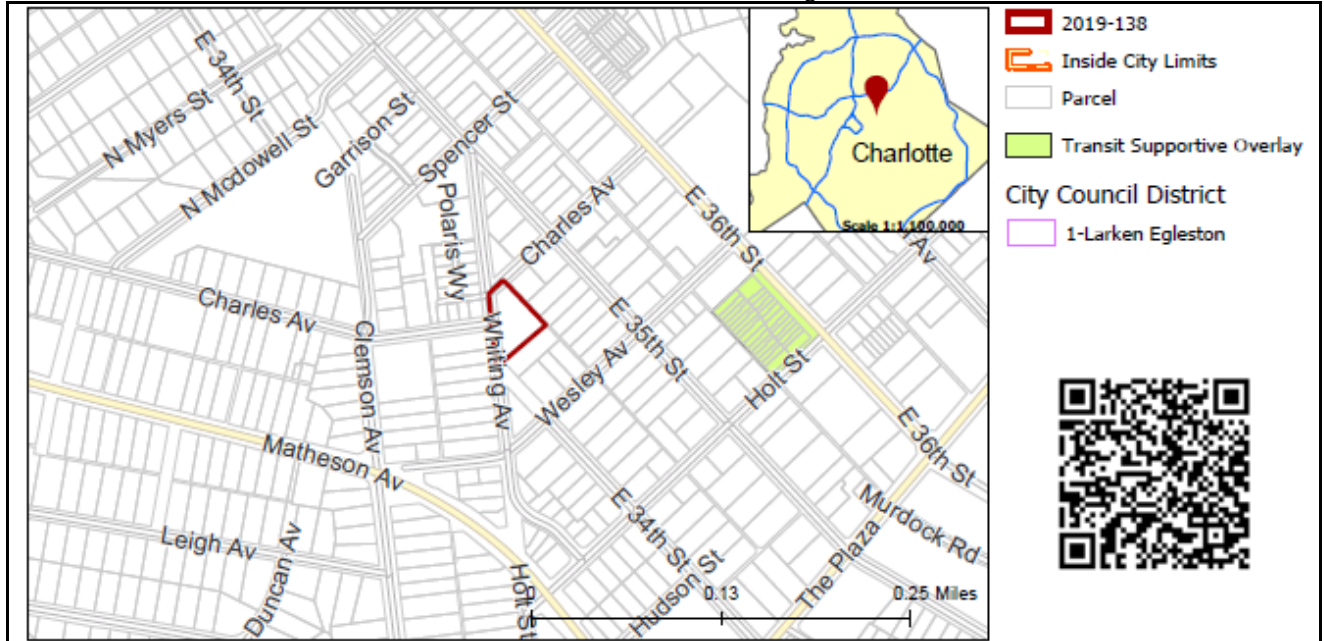 2019-138
Inside City Limits
Parcel
Transit Supportive Overlay
City Council District
1-Larken Egleston
Charlotte
Scale 1:1,100,000
E 34th St
N Myers St
N Mcdowell St
Garrison St
Spencer St
Polaris Wy
Charles Av
E 36th St
Av
Charles Av
Clemson Av
Whiting Av
E 35th St
Wesley Av
Holt St
E 36th St
Matheson Av
Murdock Rd
Leigh Av
Duncan Av
E 34th St
Hudson St
The Plaza
Holt St
0.13
0.25 Miles